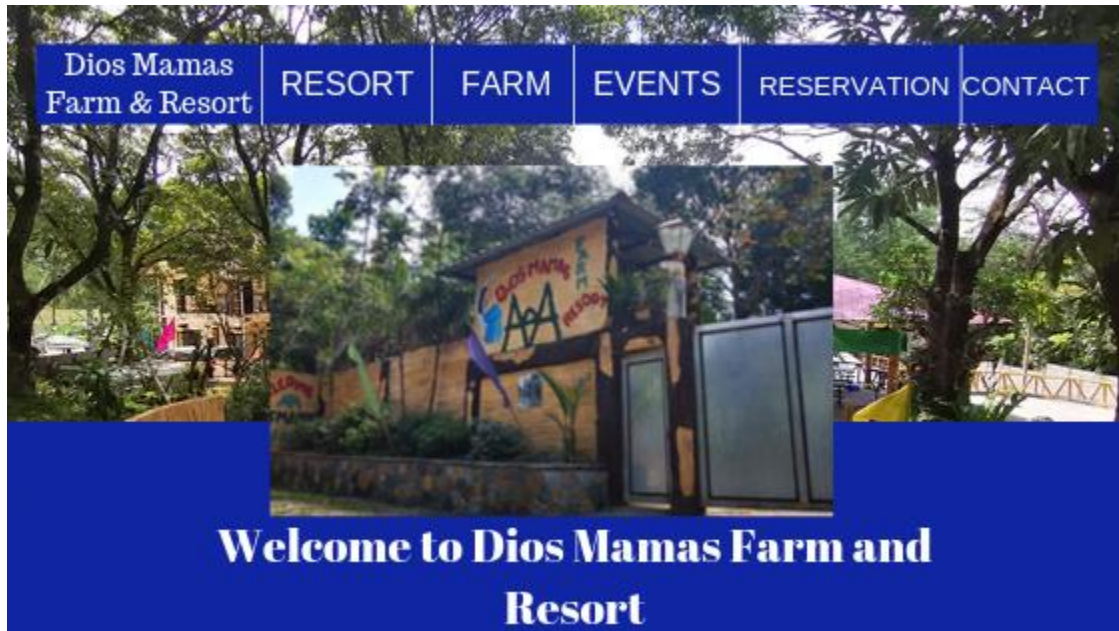 Dios Mamas
Farm & Resort
RESORT
FARM
EVENTS
RESERVATION
CONTACT
DIOS MAMAS
RESORT
Welcome to Dios Mamas Farm and
Resort